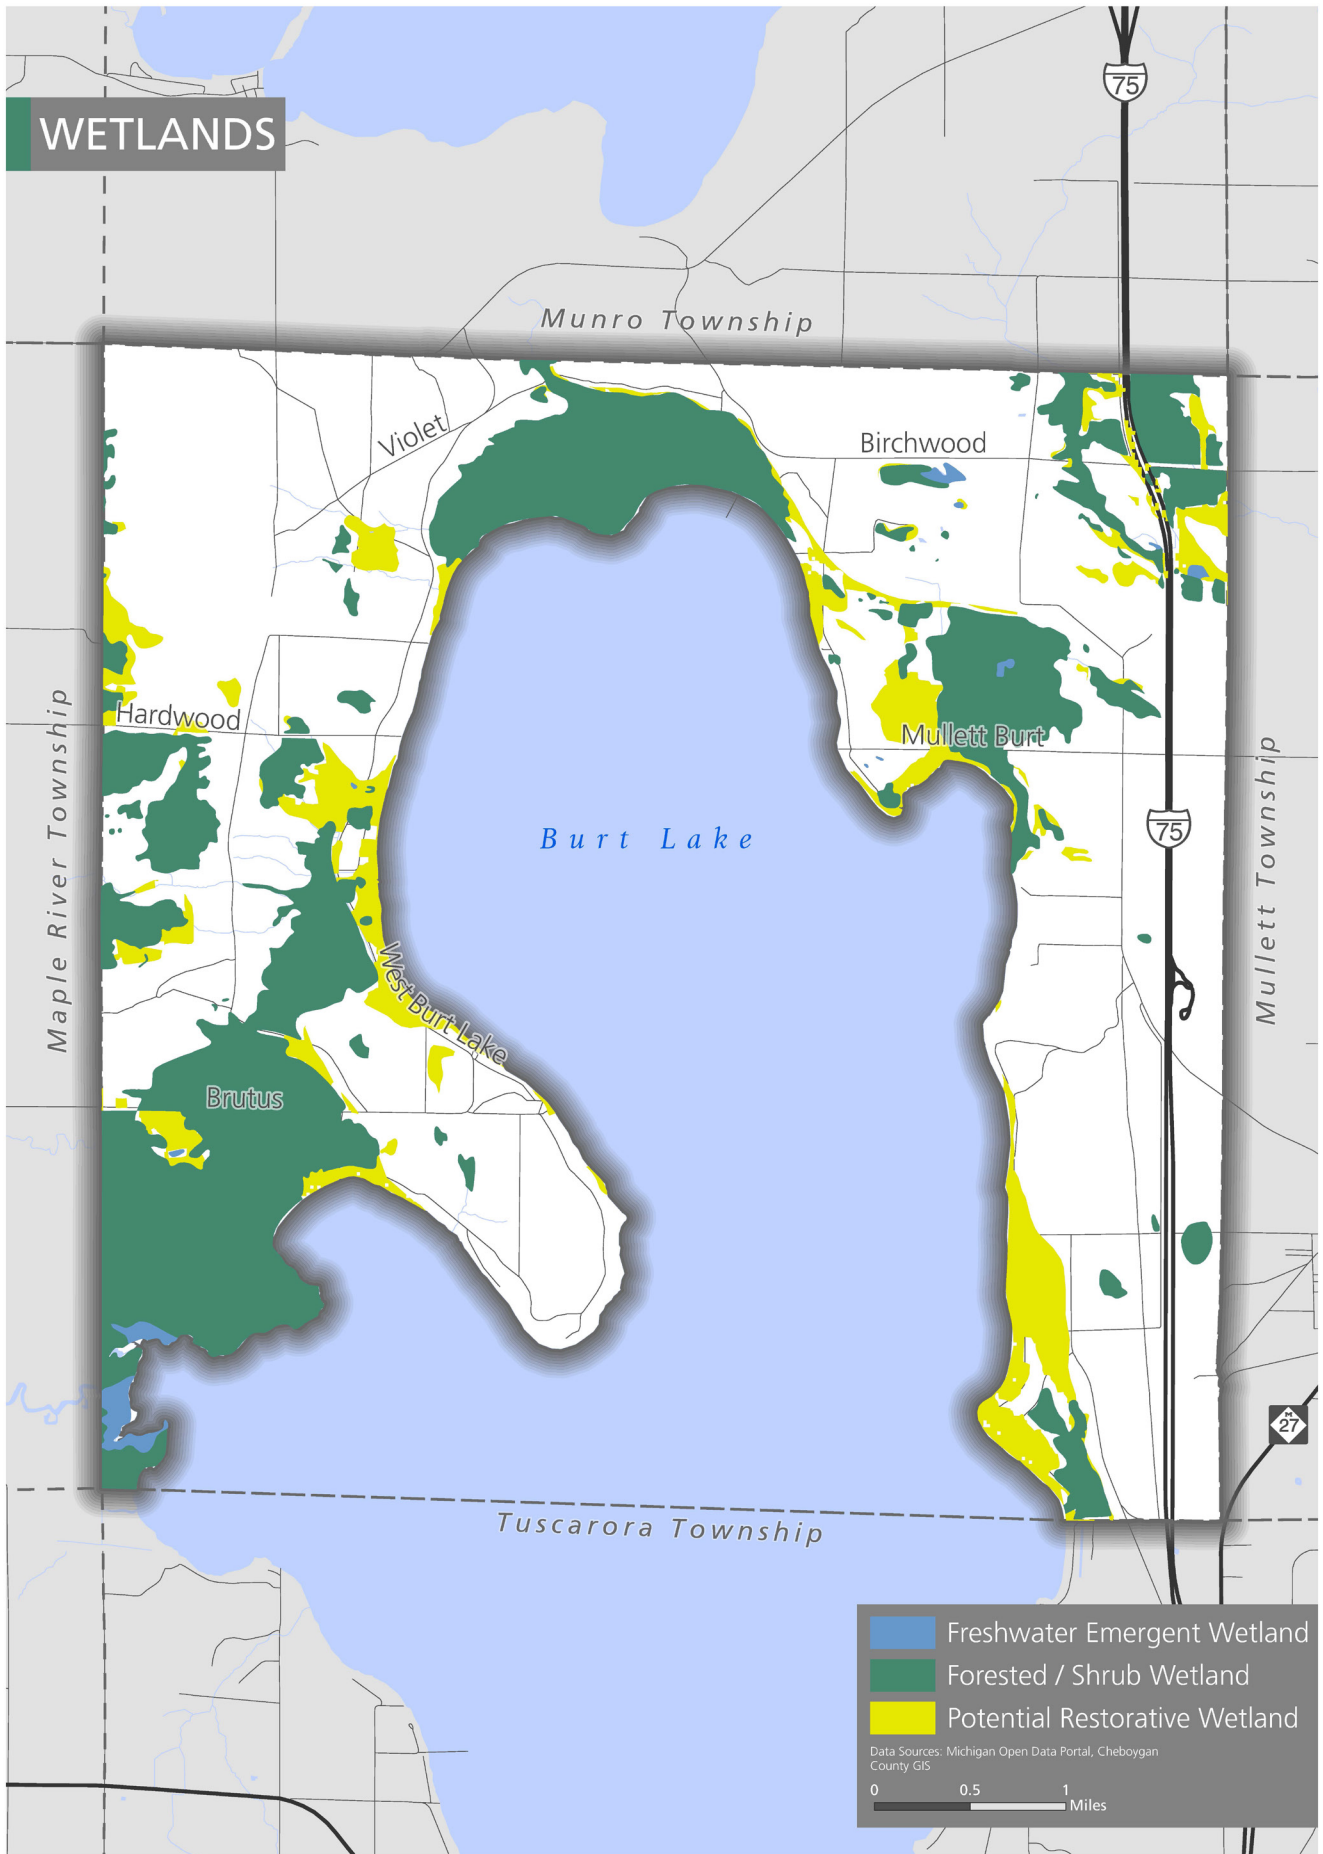 75
WETLANDS
Munro Township
Violet
Birchwood
Hardwood
Mullett Burt
Maple River Township
Burt Lake
75
Mullett Township
West Burt Lake
Brutus
M
27
Tuscarora Township
Freshwater Emergent Wetland
Forested / Shrub Wetland
Potential Restorative Wetland
Data Sources: Michigan Open Data Portal, Cheboygan
County GIS
0 0.5 1
Miles